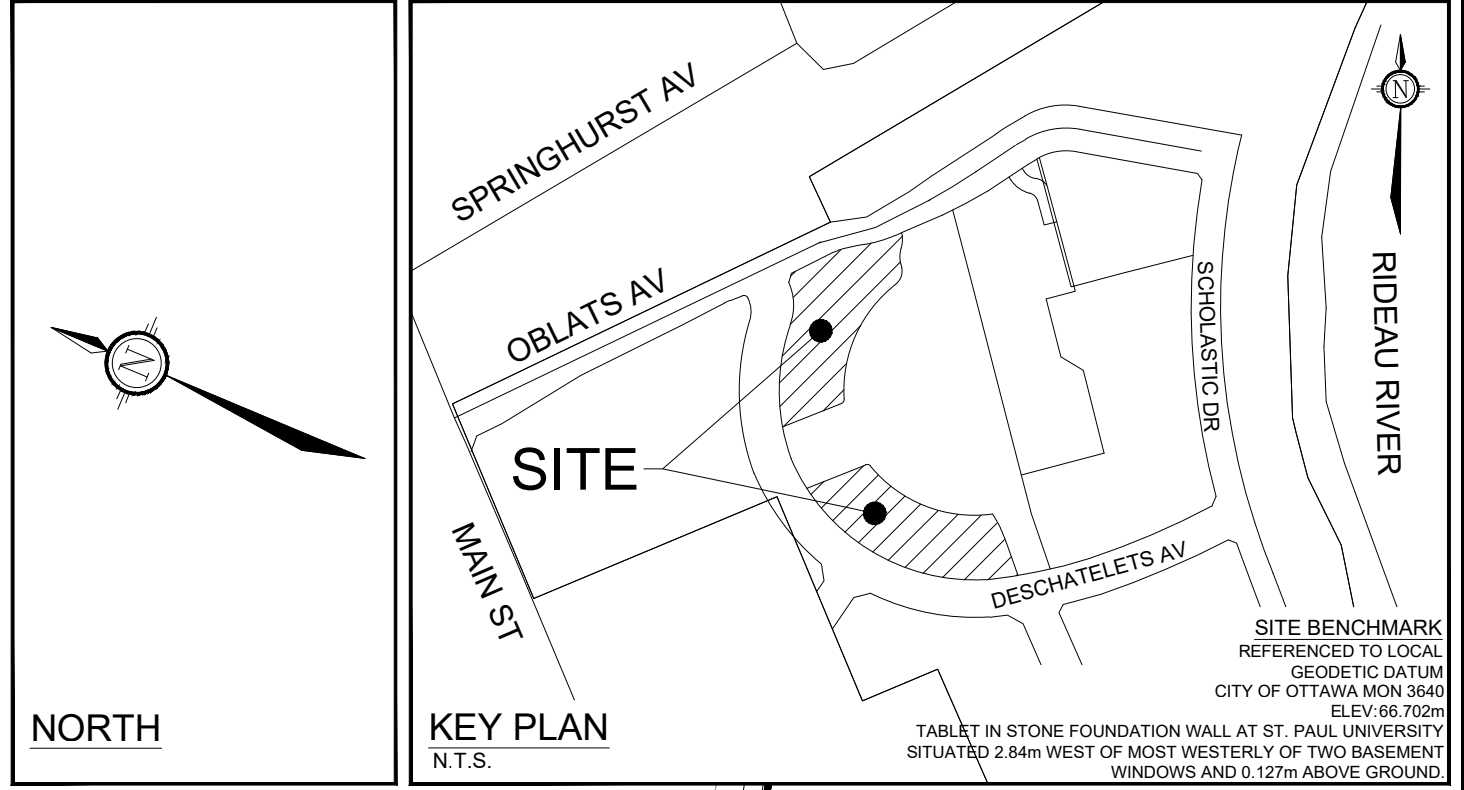 N
NORTH
SPRINGHURST AV
OBLATS AV
SITE
MAIN ST
SCHOLASTIC DR
DESCHATELETS AV
N
RIDEAU RIVER
KEY PLAN
N.T.S.
SITE BENCHMARK
REFERENCED TO LOCAL
GEODETIC DATUM
CITY OF OTTAWA MON 3640
ELEV:66.702m
TABLET IN STONE FOUNDATION WALL AT ST. PAUL UNIVERSITY
SITUATED 2.84m WEST OF MOST WESTERLY OF TWO BASEMENT
WINDOWS AND 0.127m ABOVE GROUND.